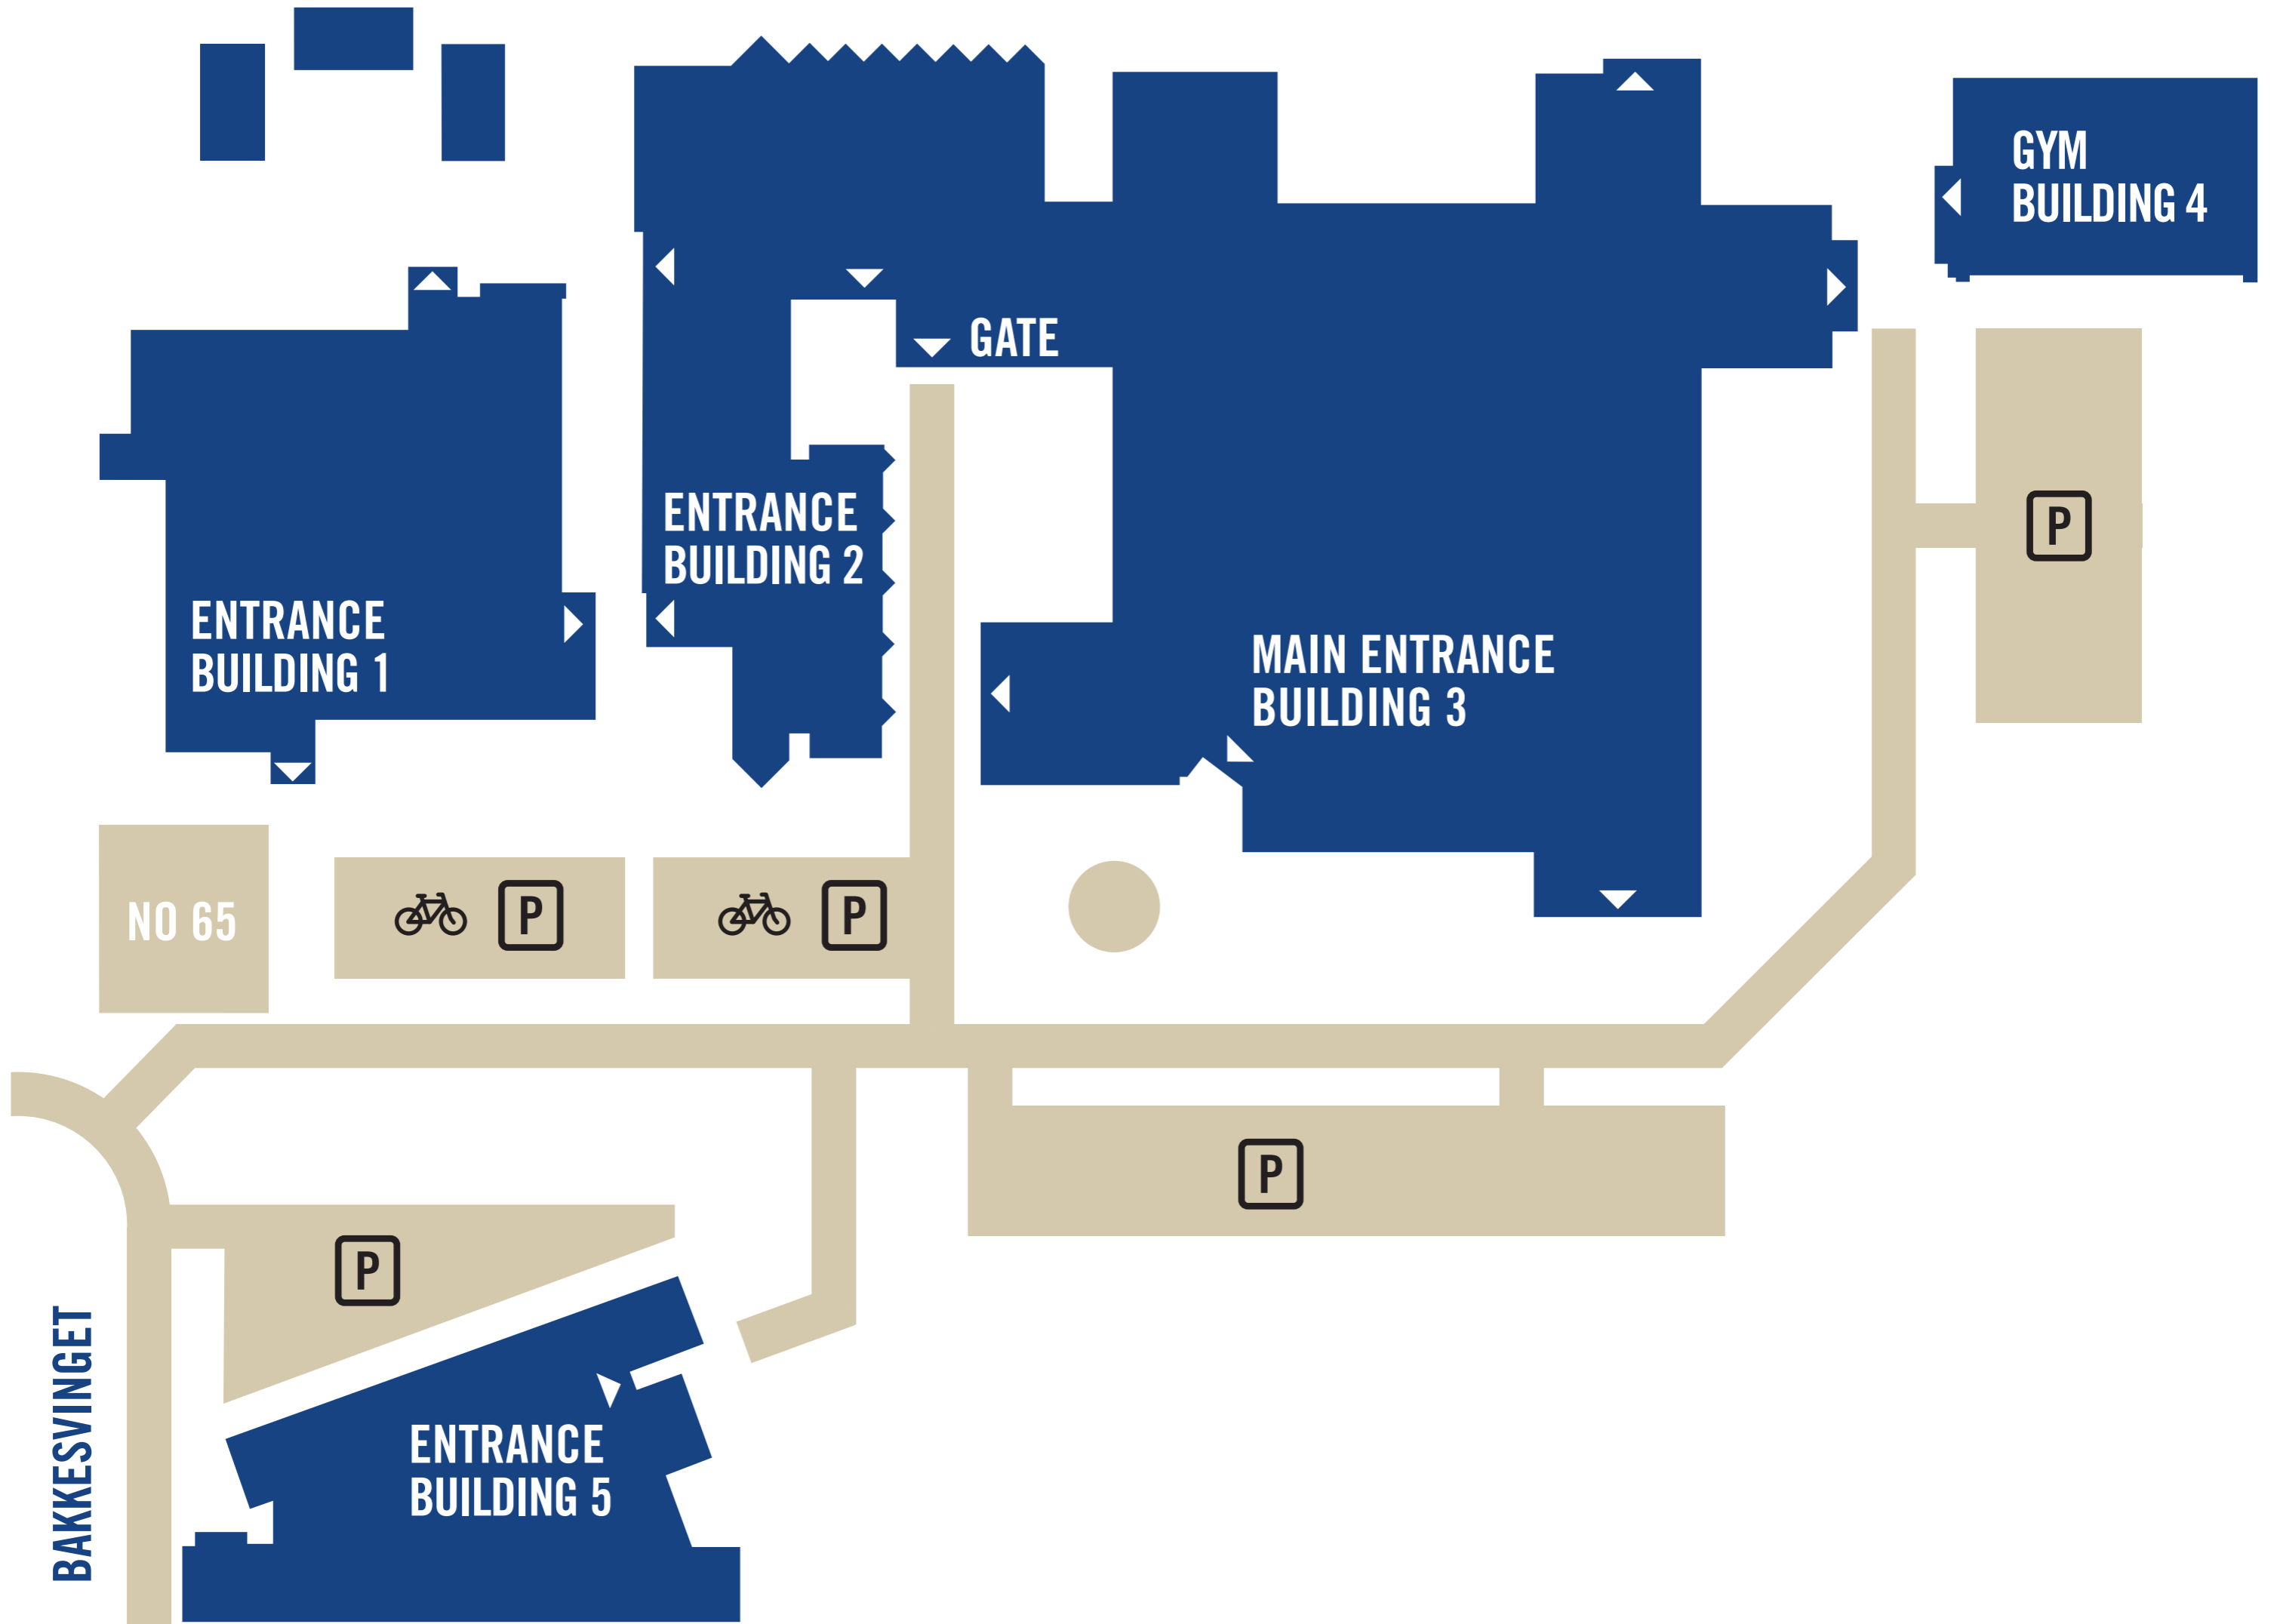 GYM
BUILDING 4
GATE
ENTRANCE
BUILDING 2
P
ENTRANCE
BUILDING 1
MAIN ENTRANCE
BUILDING 3
NO 65
P
P
P
P
BAKKESVINGET
ENTRANCE
BUILDING 5